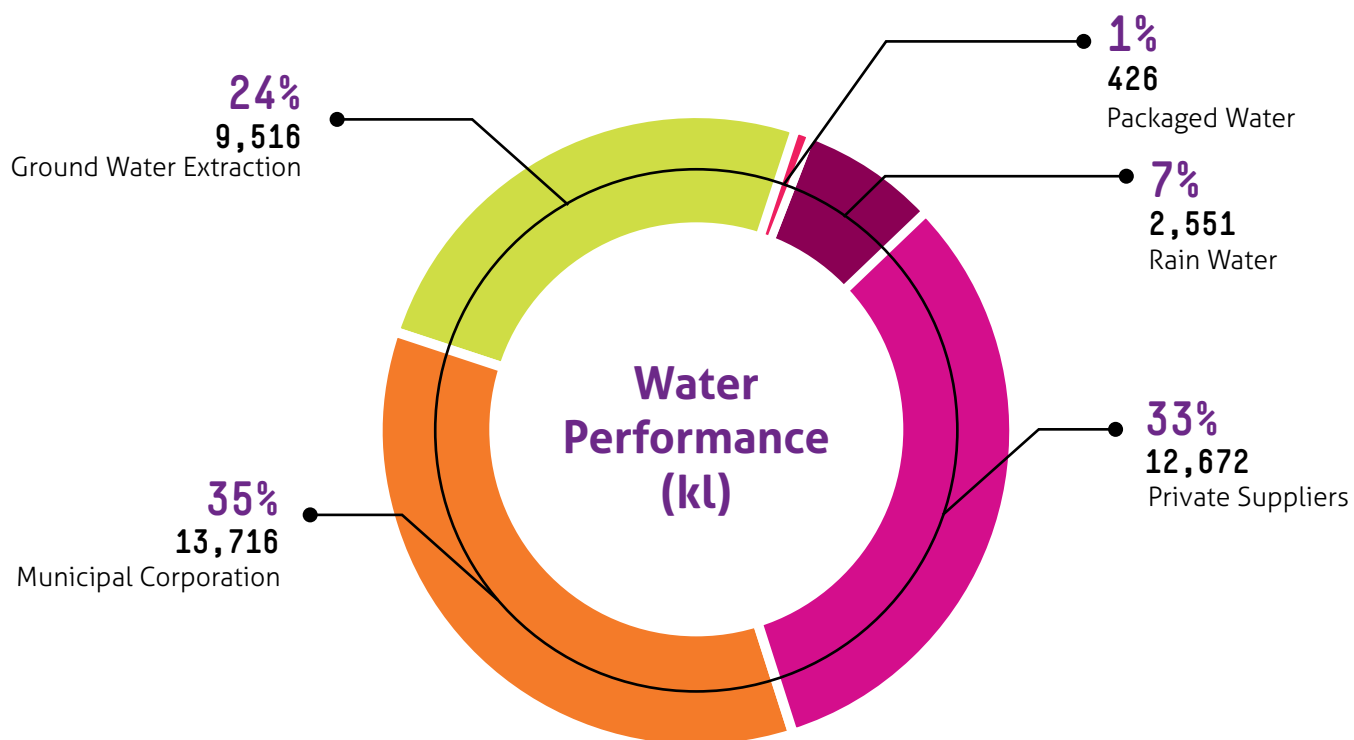 1%
426
Packaged Water
24%
9,516
Ground Water Extraction
7%
2,551
Rain Water
Water
Performance
(kl)
33%
12,672
Private Suppliers
35%
13,716
Municipal Corporation